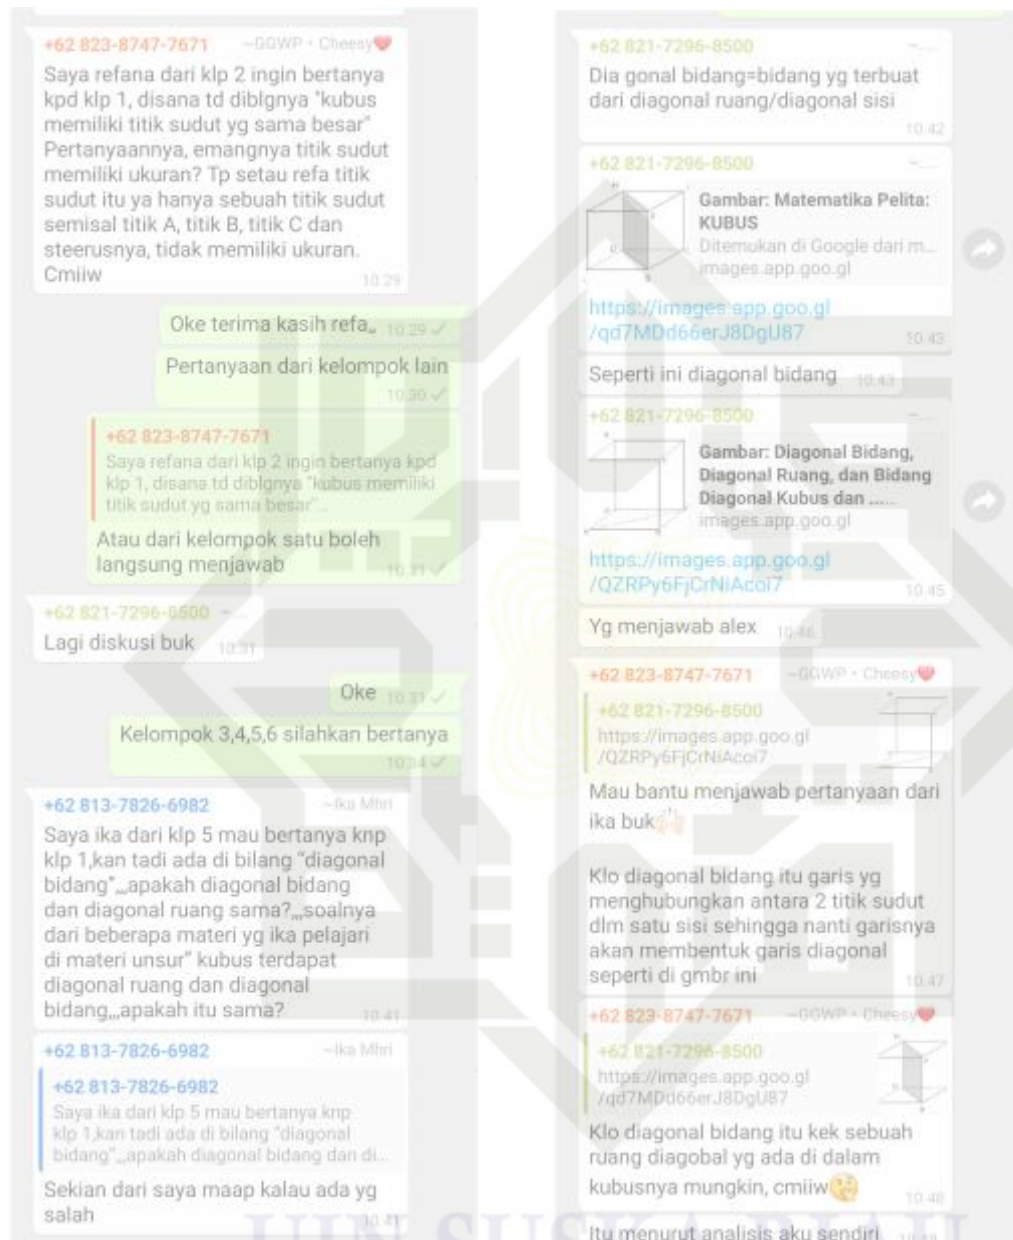 +62 823-8747-7671 ~GGWP • Cheesy❤
Saya refana dari klp 2 ingin bertanya
kpd klp 1, disana td diblgnya "kubus
memiliki titik sudut yg sama besar"
Pertanyaannya, emangnya titik sudut
memiliki ukuran? Tp setau refa titik
sudut itu ya hanya sebuah titik sudut
semisal titik A, titik B, titik C dan
steerusnya, tidak memiliki ukuran.
Cmiiw 10.29
Oke terima kasih refa,, 10.29 ✓
Pertanyaan dari kelompok lain
10.30 ✓
+62 823-8747-7671
Saya refana dari klp 2 ingin bertanya kpd
klp 1, disana td diblgnya "kubus memiliki
titik sudut yg sama besar"...
Atau dari kelompok satu boleh
langsung menjawab 10.31 ✓
+62 821-7296-8500 ~....
Lagi diskusi buk 10.31
Oke 10.31 ✓
Kelompok 3,4,5,6 silahkan bertanya
10.34 ✓
+62 813-7826-6982 ~Ika Mhri
Saya ika dari klp 5 mau bertanya knp
klp 1,kan tadi ada di bilang "diagonal
bidang",,,apakah diagonal bidang
dan diagonal ruang sama?,,,soalnya
dari beberapa materi yg ika pelajari
di materi unsur" kubus terdapat
diagonal ruang dan diagonal
bidang,,,apakah itu sama? 10.41
+62 813-7826-6982 ~Ika Mhri
+62 813-7826-6982
Saya ika dari klp 5 mau bertanya knp
klp 1,kan tadi ada di bilang "diagonal
bidang",,,apakah diagonal bidang dan di...
Sekian dari saya maap kalau ada yg
salah 10.41
+62 821-7296-8500 ~....
Dia gonal bidang=bidang yg terbuat
dari diagonal ruang/diagonal sisi
10.42
+62 821-7296-8500 ~....
Gambar: Matematika Pelita:
KUBUS
Ditemukan di Google dari m...
images.app.goo.gl
https://images.app.goo.gl
/qd7MDd66erJ8DgU87 10.43
Seperti ini diagonal bidang 10.43
+62 821-7296-8500 ~....
Gambar: Diagonal Bidang,
Diagonal Ruang, dan Bidang
Diagonal Kubus dan ......
images.app.goo.gl
https://images.app.goo.gl
/QZRPy6FjCrNiAcoi7 10.45
Yg menjawab alex 10.46
+62 823-8747-7671 ~GGWP • Cheesy❤
+62 821-7296-8500
https://images.app.goo.gl
/QZRPy6FjCrNiAcoi7
Mau bantu menjawab pertanyaan dari
ika buk🙌
Klo diagonal bidang itu garis yg
menghubungkan antara 2 titik sudut
dlm satu sisi sehingga nanti garisnya
akan membentuk garis diagonal
seperti di gmbr ini 10.47
+62 823-8747-7671 ~GGWP • Cheesy❤
+62 821-7296-8500
https://images.app.goo.gl
/qd7MDd66erJ8DgU87
Klo diagonal bidang itu kek sebuah
ruang diagobal yg ada di dalam
kubusnya mungkin, cmiiw🤔 10.48
Itu menurut analisis aku sendiri
UIN SUSKA RIAU